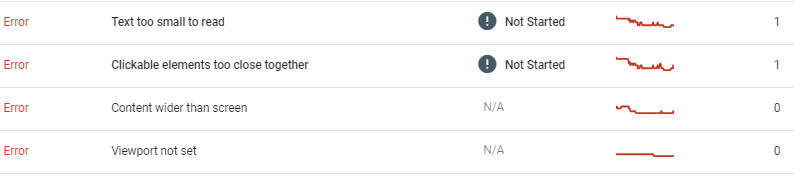 Error Text too small to read ! Not Started 1
Error Clickable elements too close together ! Not Started 1
Error Content wider than screen N/A 0
Error Viewport not set N/A 0